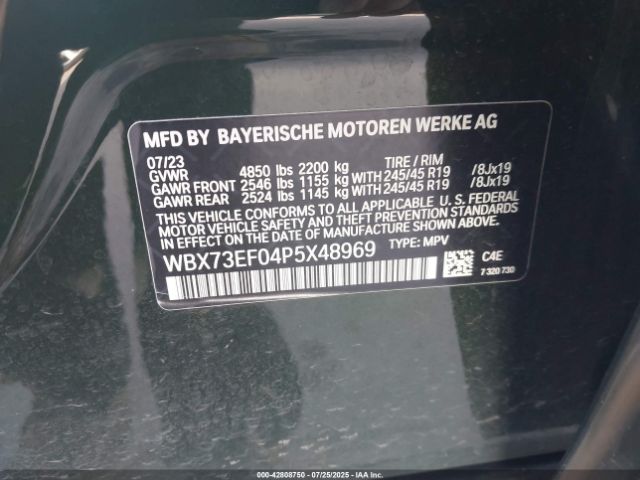 MFD BY BAYERISCHE MOTOREN WERKE AG
07/23 TIRE / RIM
GVWR 4850 lbs 2200 kg
GAWR FRONT 2546 lbs 1155 kg WITH 245/45 R19 /8Jx19
GAWR REAR 2524 lbs 1145 kg WITH 245/45 R19 /8Jx19
THIS VEHICLE CONFORMS TO ALL APPLICABLE U. S. FEDERAL
MOTOR VEHICLE SAFETY AND THEFT PREVENTION STANDARDS
IN EFFECT ON THE DATE OF MANUFACTURE SHOWN ABOVE.
WBX73EF04P5X48969 TYPE: MPV
C4E
7 320 730
000-42808750 | 07/25/2025 | IAAI.COM